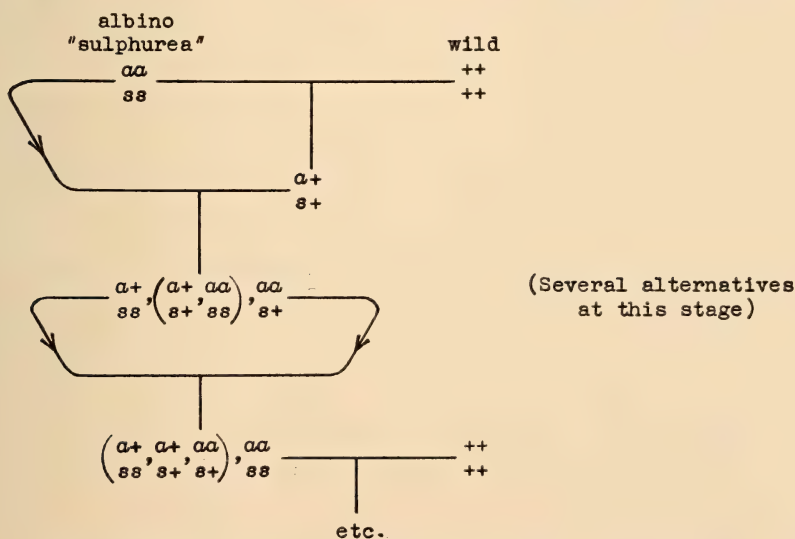 albino
"sulphurea"
wild
aa ++
ss ++
a+
s+
a+, (a+, aa), aa
ss s+ ss s+
(Several alternatives
at this stage)
(a+, a+, aa), aa ++
ss s+ s+ ss ++
etc.